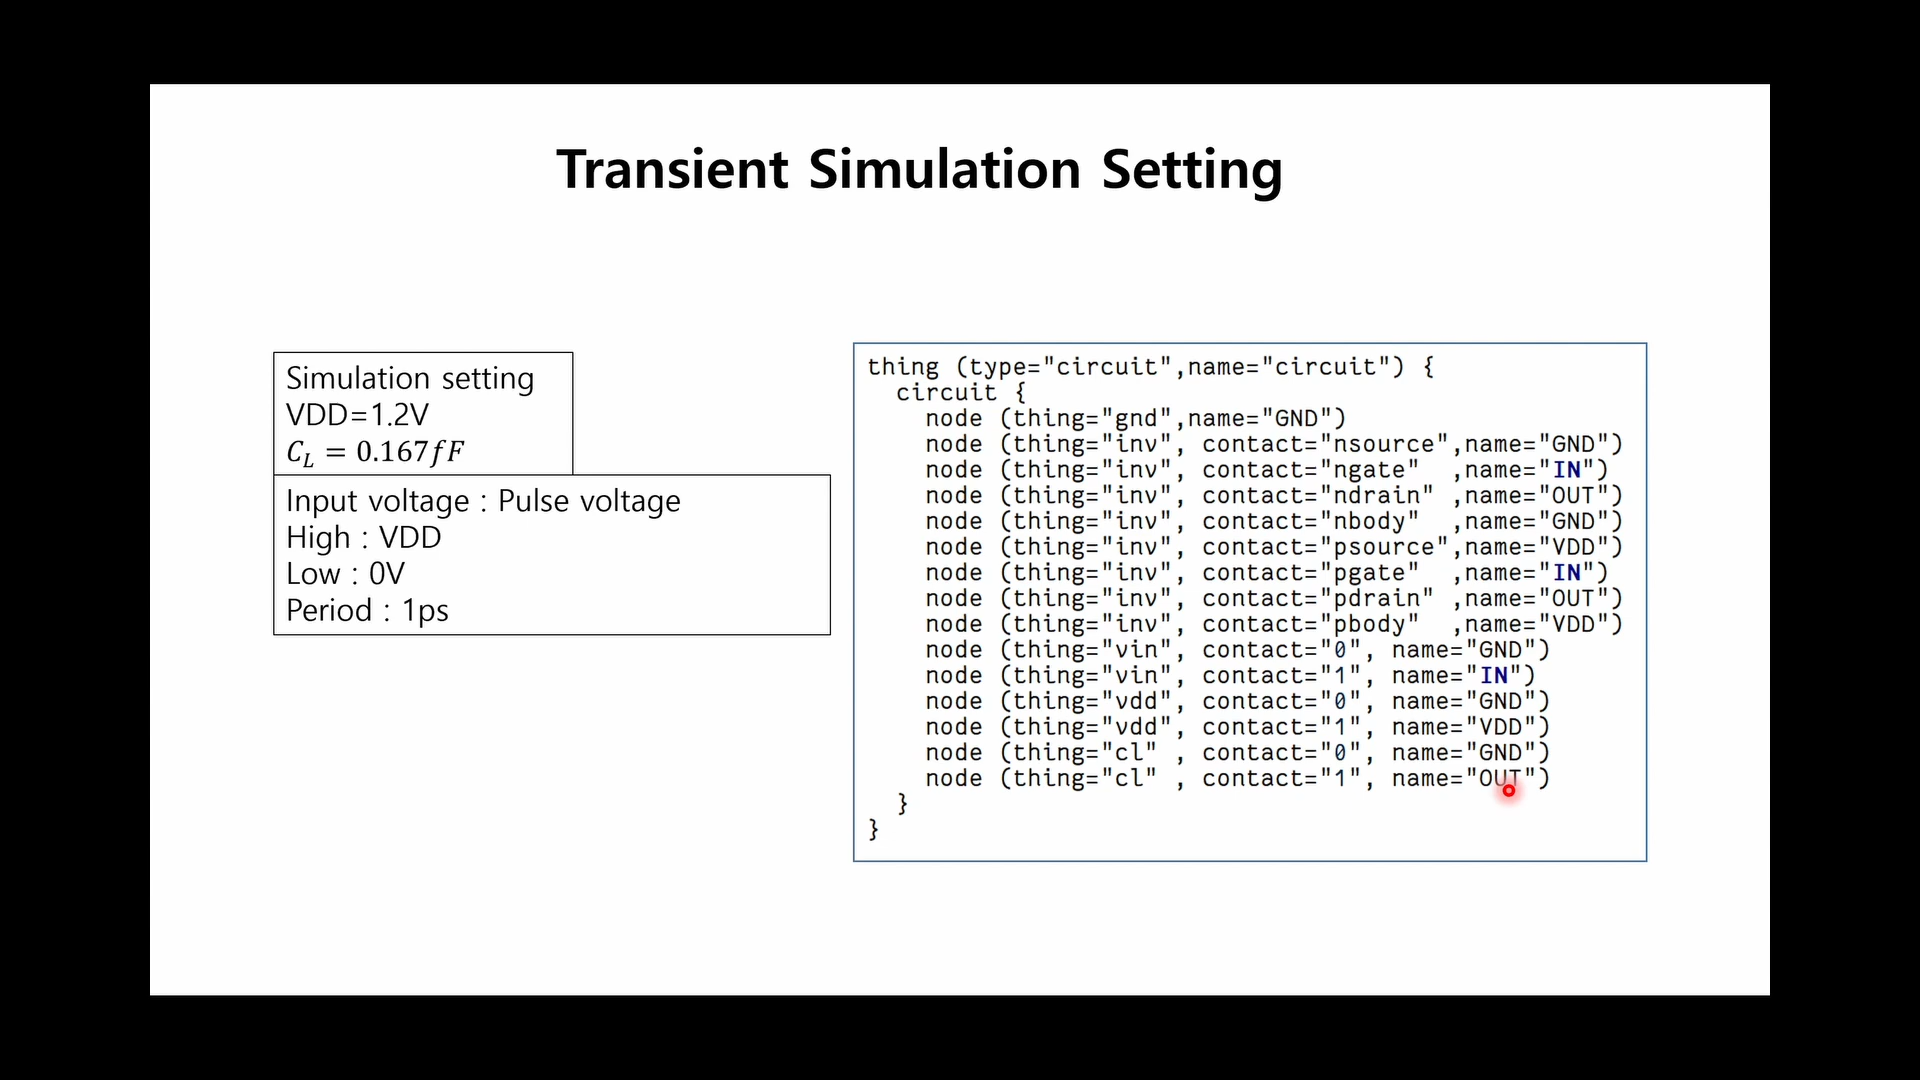 Transient Simulation Setting
Simulation setting
VDD=1.2V
C_L = 0.167fF
Input voltage : Pulse voltage
High : VDD
Low : 0V
Period : 1ps
thing (type="circuit",name="circuit") {
  circuit {
    node (thing="gnd",name="GND")
    node (thing="inv", contact="nsource",name="GND")
    node (thing="inv", contact="ngate"  ,name="IN")
    node (thing="inv", contact="ndrain" ,name="OUT")
    node (thing="inv", contact="nbody"  ,name="GND")
    node (thing="inv", contact="psource",name="VDD")
    node (thing="inv", contact="pgate"  ,name="IN")
    node (thing="inv", contact="pdrain" ,name="OUT")
    node (thing="inv", contact="pbody"  ,name="VDD")
    node (thing="vin", contact="0", name="GND")
    node (thing="vin", contact="1", name="IN")
    node (thing="vdd", contact="0", name="GND")
    node (thing="vdd", contact="1", name="VDD")
    node (thing="cl" , contact="0", name="GND")
    node (thing="cl" , contact="1", name="OUT")
  }
}